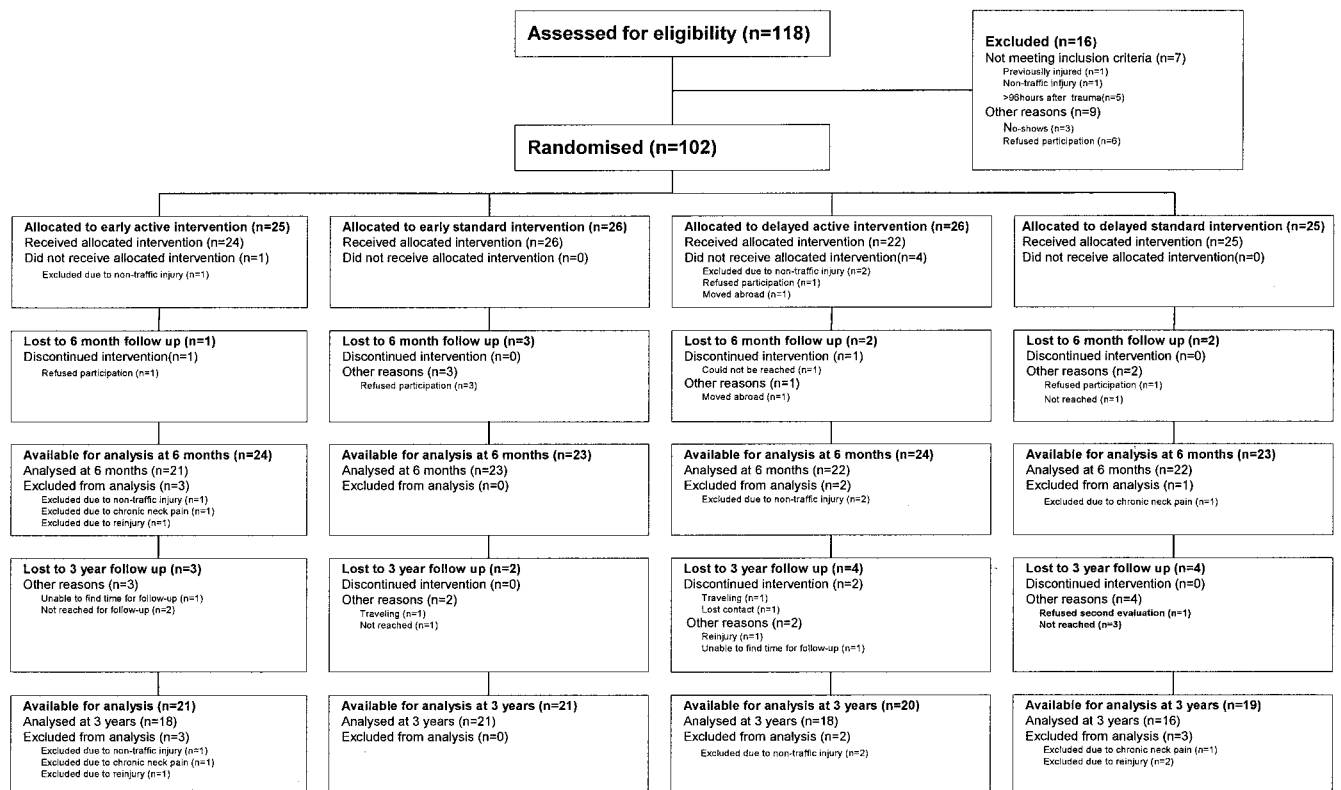 Assessed for eligibility (n=118)
Excluded (n=16)
Not meeting inclusion criteria (n=7)
Previouslly injured (n=1)
Non-traffic infjury (n=1)
>96hours after trauma(n=5)
Other reasons (n=9)
No-shows (n=3)
Refused participation (n=6)
Randomised (n=102)
Allocated to early active intervention (n=25)
Received allocated intervention (n=24)
Did not receive allocated intervention (n=1)
Excluded due to non-traffic injury (n=1)
Allocated to early standard intervention (n=26)
Received allocated intervention (n=26)
Did not receive allocated intervention (n=0)
Allocated to delayed active intervention (n=26)
Received allocated intervention (n=22)
Did not receive allocated intervention(n=4)
Excluded due to non-traffic injury (n=2)
Refused participation (n=1)
Moved abroad (n=1)
Allocated to delayed standard intervention (n=25)
Received allocated intervention (n=25)
Did not receive allocated intervention(n=0)
Lost to 6 month follow up (n=1)
Discontinued intervention(n=1)
Refused participation (n=1)
Lost to 6 month follow up (n=3)
Discontinued intervention (n=0)
Other reasons (n=3)
Refused participation (n=3)
Lost to 6 month follow up (n=2)
Discontinued intervention (n=1)
Could not be reached (n=1)
Other reasons (n=1)
Moved abroad (n=1)
Lost to 6 month follow up (n=2)
Discontinued intervention (n=0)
Other reasons (n=2)
Refused participation (n=1)
Not reached (n=1)
Available for analysis at 6 months (n=24)
Analysed at 6 months (n=21)
Excluded from analysis (n=3)
Excluded due to non-traffic injury (n=1)
Excluded due to chronic neck pain (n=1)
Excluded due to reinjury (n=1)
Available for analysis at 6 months (n=23)
Analysed at 6 months (n=23)
Excluded from analysis (n=0)
Available for analysis at 6 months (n=24)
Analysed at 6 months (n=22)
Excluded from analysis (n=2)
Excluded due to non-traffic injury (n=2)
Available for analysis at 6 months (n=23)
Analysed at 6 months (n=22)
Excluded from analysis (n=1)
Excluded due to chronic neck pain (n=1)
Lost to 3 year follow up (n=3)
Other reasons (n=3)
Unable to find time for follow-up (n=1)
Not reached for follow-up (n=2)
Lost to 3 year follow up (n=2)
Discontinued intervention (n=0)
Other reasons (n=2)
Traveling (n=1)
Not reached (n=1)
Lost to 3 year follow up (n=4)
Discontinued intervention (n=2)
Traveling (n=1)
Lost contact (n=1)
Other reasons (n=2)
Reinjury (n=1)
Unable to find time for follow-up (n=1)
Lost to 3 year follow up (n=4)
Discontinued intervention (n=0)
Other reasons (n=4)
Refused second evaluation (n=1)
Not reached (n=3)
Available for analysis (n=21)
Analysed at 3 years (n=18)
Excluded from analysis (n=3)
Excluded due to non-traffic injury (n=1)
Excluded due to chronic neck pain (n=1)
Excluded due to reinjury (n=1)
Available for analysis at 3 years (n=21)
Analysed at 3 years (n=21)
Excluded from analysis (n=0)
Available for analysis at 3 years (n=20)
Analysed at 3 years (n=18)
Excluded from analysis (n=2)
Excluded due to non-traffic injury (n=2)
Available for analysis at 3 years (n=19)
Analysed at 3 years (n=16)
Excluded from analysis (n=3)
Excluded due to chronic neck pain (n=1)
Excluded due to reinjury (n=2)